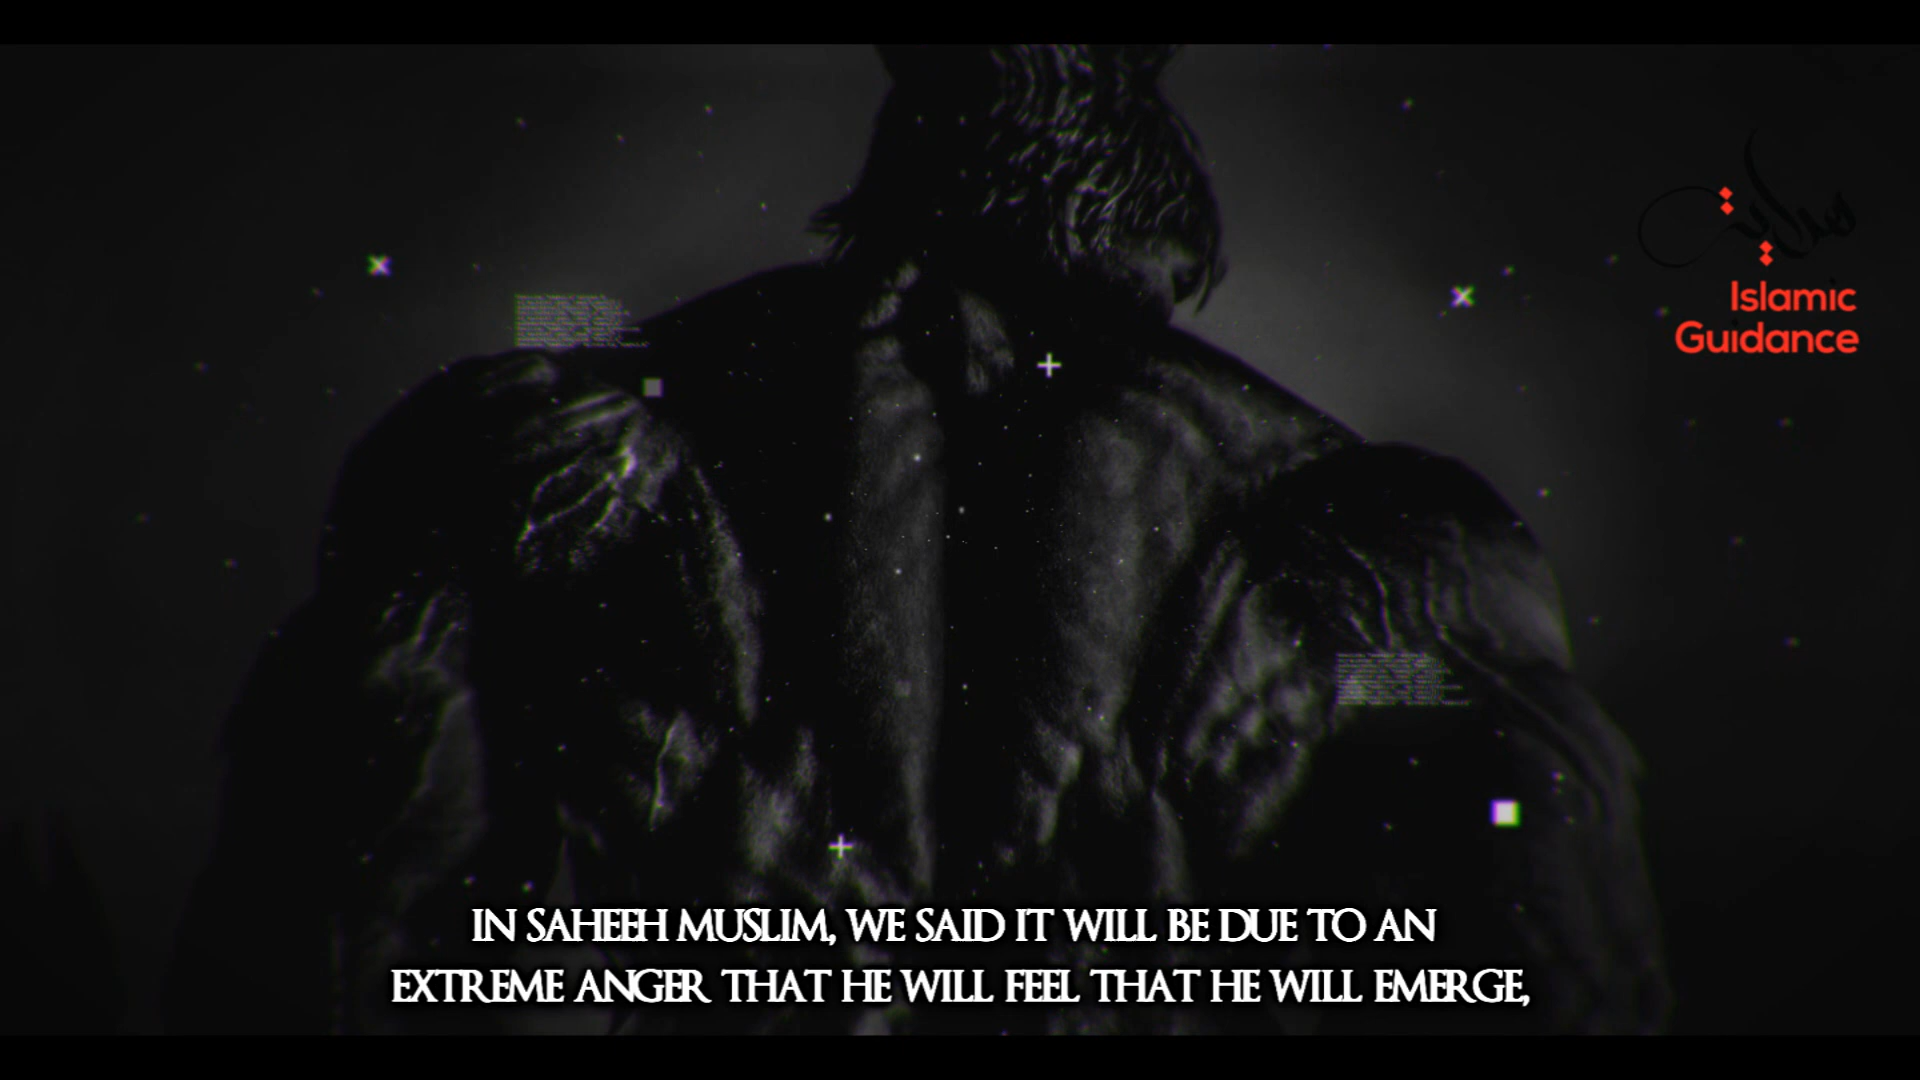 هداية
Islamic
Guidance
IN SAHEEH MUSLIM, WE SAID IT WILL BE DUE TO AN
EXTREME ANGER THAT HE WILL FEEL THAT HE WILL EMERGE,